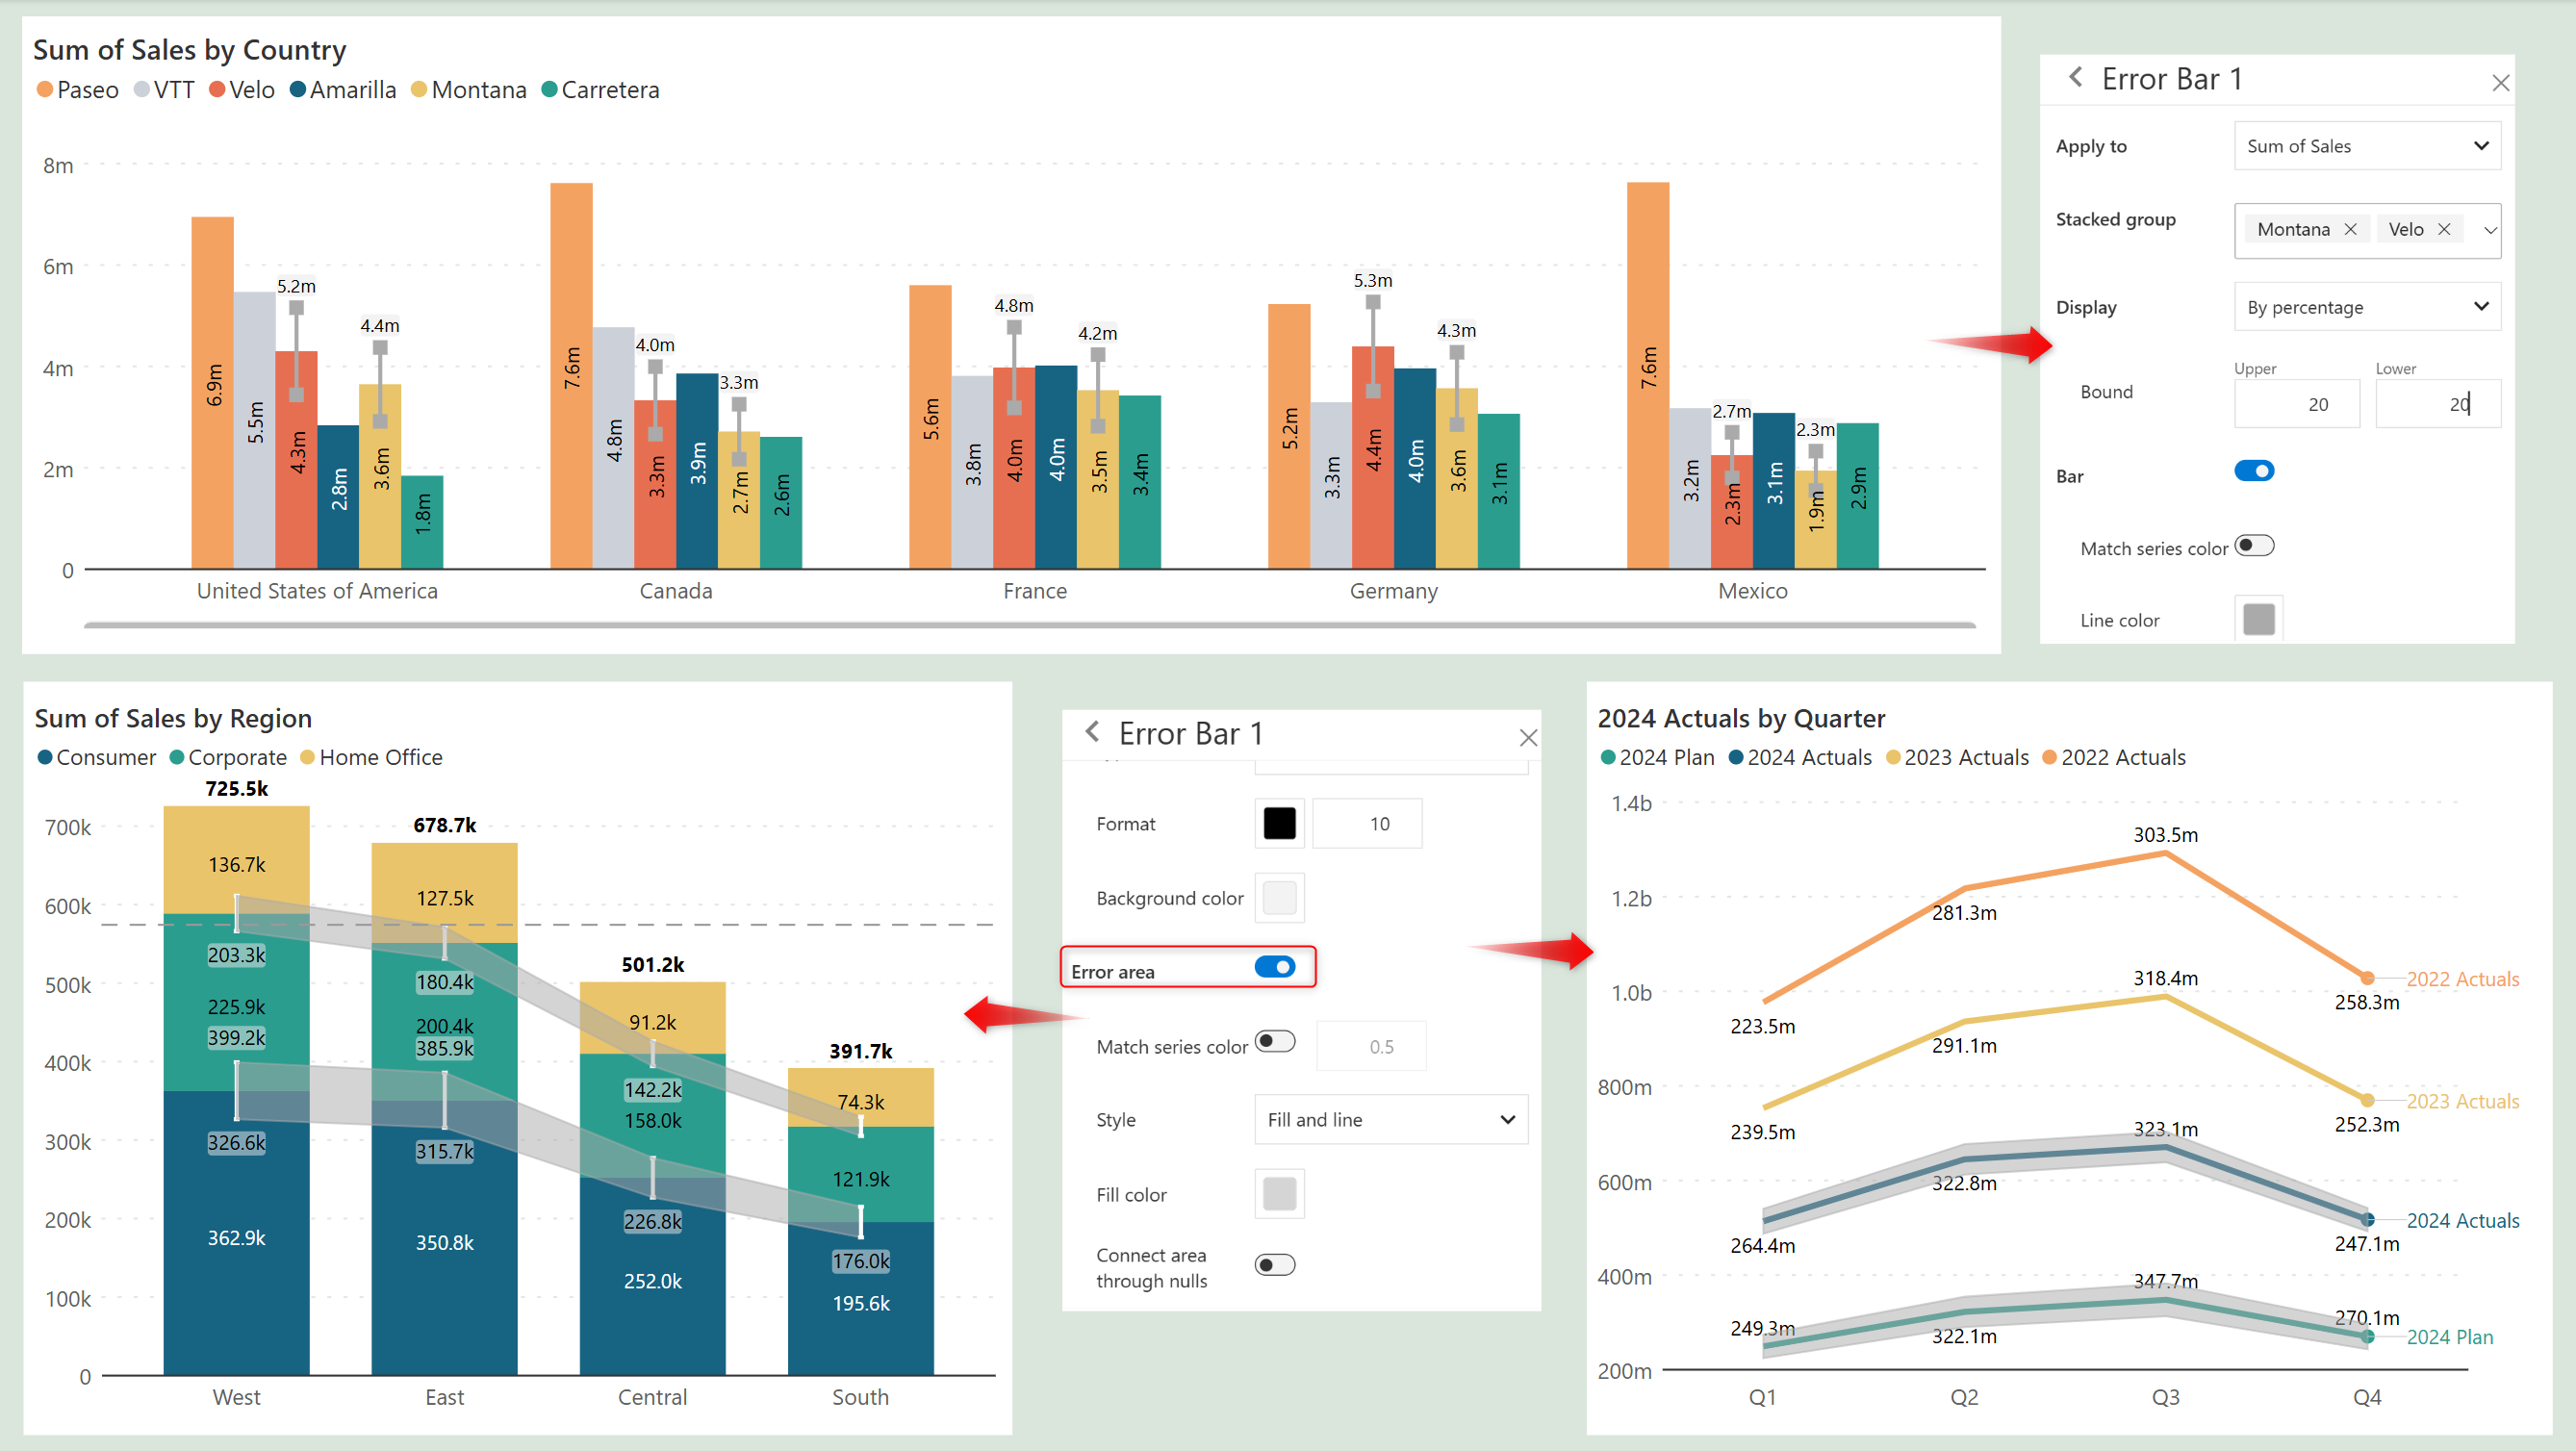 Sum of Sales by Country
Paseo VTT Velo Amarilla Montana Carretera
8m
6m
4m
2m
0
6.9m
5.5m
5.2m
4.3m
2.8m
4.4m
3.6m
1.8m
7.6m
4.8m
4.0m
3.3m
3.9m
3.3m
2.7m
2.6m
5.6m
3.8m
4.8m
4.0m
4.0m
4.2m
3.5m
3.4m
5.2m
3.3m
5.3m
4.4m
4.0m
4.3m
3.6m
3.1m
7.6m
3.2m
2.7m
2.3m
3.1m
2.3m
1.9m
2.9m
United States of America Canada France Germany Mexico
Error Bar 1
Apply to Sum of Sales
Stacked group Montana Velo
Display By percentage
Upper Lower
Bound 20 20
Bar
Match series color
Line color
Sum of Sales by Region
Consumer Corporate Home Office
700k
600k
500k
400k
300k
200k
100k
0
725.5k
136.7k
203.3k
225.9k
399.2k
326.6k
362.9k
678.7k
127.5k
180.4k
200.4k
385.9k
315.7k
350.8k
501.2k
91.2k
142.2k
158.0k
226.8k
252.0k
391.7k
74.3k
121.9k
176.0k
195.6k
West East Central South
Error Bar 1
Format 10
Background color
Error area
Match series color 0.5
Style Fill and line
Fill color
Connect area
through nulls
2024 Actuals by Quarter
2024 Plan 2024 Actuals 2023 Actuals 2022 Actuals
1.4b
1.2b
1.0b
800m
600m
400m
200m
223.5m
281.3m
303.5m
258.3m
2022 Actuals
239.5m
291.1m
318.4m
252.3m
2023 Actuals
264.4m
322.8m
323.1m
247.1m
2024 Actuals
249.3m
322.1m
347.7m
270.1m
2024 Plan
Q1 Q2 Q3 Q4